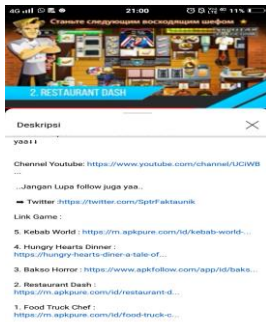 4G 21:00 11%
Станьте следующим восходящим шефом
2. RESTAURANT DASH
Deskripsi
yaa!!
Chennel Youtube: https://www.youtube.com/channel/UCiWB
...
..Jangan Lupa follow juga yaa..
➡ Twitter :https://twitter.com/SptrFaktaunik
Link Game :
5. Kebab World : https://m.apkpure.com/id/kebab-world-...
4. Hungry Hearts Dinner :
https://hungry-hearts-diner-a-tale-of...
3. Bakso Horror : https://www.apkfollow.com/app/id/baks...
2. Restaurant Dash :
https://m.apkpure.com/id/restaurant-d...
1. Food Truck Chef :
https://m.apkpure.com/id/food-truck-c...